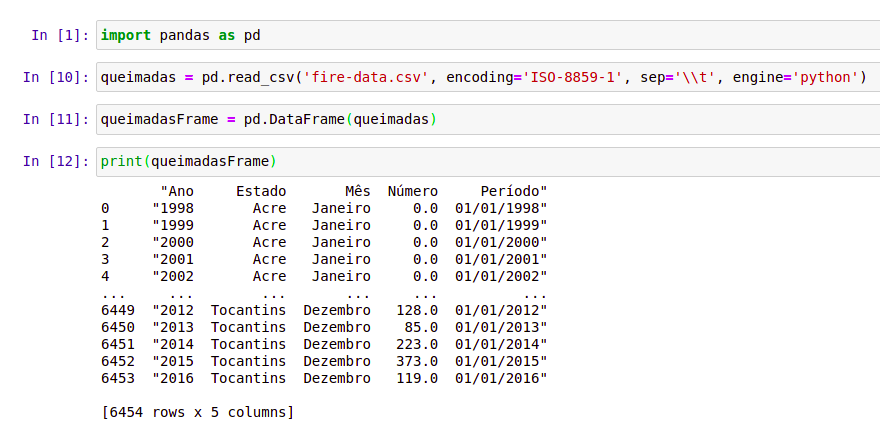 In [1]: import pandas as pd
In [10]: queimadas = pd.read_csv('fire-data.csv', encoding='ISO-8859-1', sep='\\t', engine='python')
In [11]: queimadasFrame = pd.DataFrame(queimadas)
In [12]: print(queimadasFrame)
"Ano Estado Mês Número Período"
0 "1998 Acre Janeiro 0.0 01/01/1998"
1 "1999 Acre Janeiro 0.0 01/01/1999"
2 "2000 Acre Janeiro 0.0 01/01/2000"
3 "2001 Acre Janeiro 0.0 01/01/2001"
4 "2002 Acre Janeiro 0.0 01/01/2002"
... ... ... ... ... ...
6449 "2012 Tocantins Dezembro 128.0 01/01/2012"
6450 "2013 Tocantins Dezembro 85.0 01/01/2013"
6451 "2014 Tocantins Dezembro 223.0 01/01/2014"
6452 "2015 Tocantins Dezembro 373.0 01/01/2015"
6453 "2016 Tocantins Dezembro 119.0 01/01/2016"
[6454 rows x 5 columns]